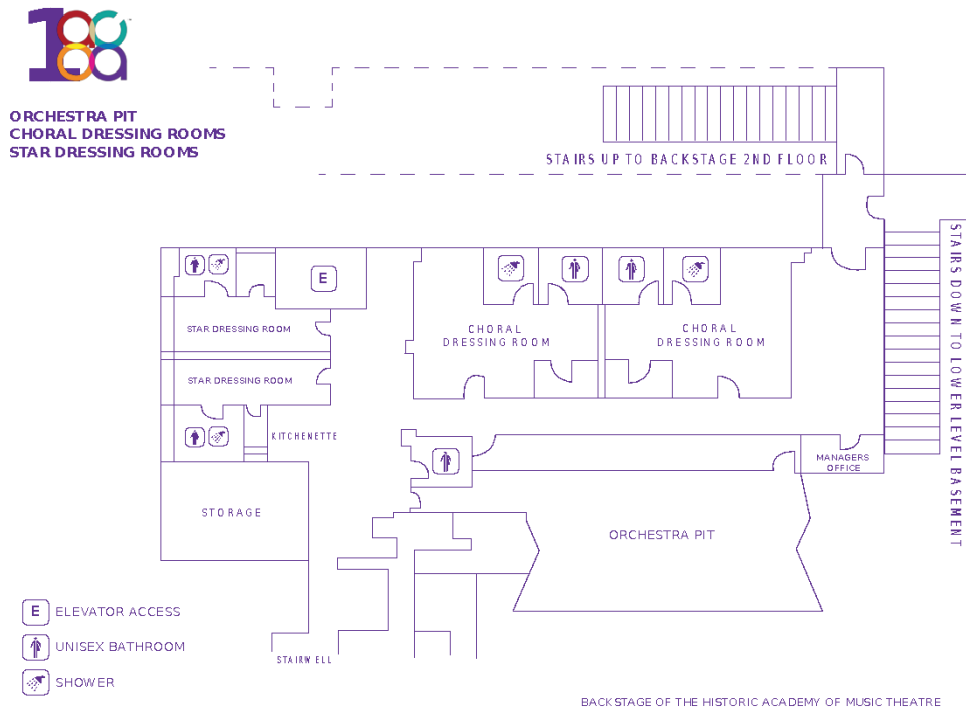 ORCHESTRA PIT
CHORAL DRESSING ROOMS
STAR DRESSING ROOMS
STAIRS UP TO BACKSTAGE 2ND FLOOR
E
STAR DRESSING ROOM
CHORAL
DRESSING ROOM
CHORAL
DRESSING ROOM
STAR DRESSING ROOM
STAIRS DOWN TO LOWER LEVEL BASEMENT
KITCHENETTE
MANAGERS
OFFICE
STORAGE
ORCHESTRA PIT
E ELEVATOR ACCESS
UNISEX BATHROOM
STAIRWELL
SHOWER
BACKSTAGE OF THE HISTORIC ACADEMY OF MUSIC THEATRE